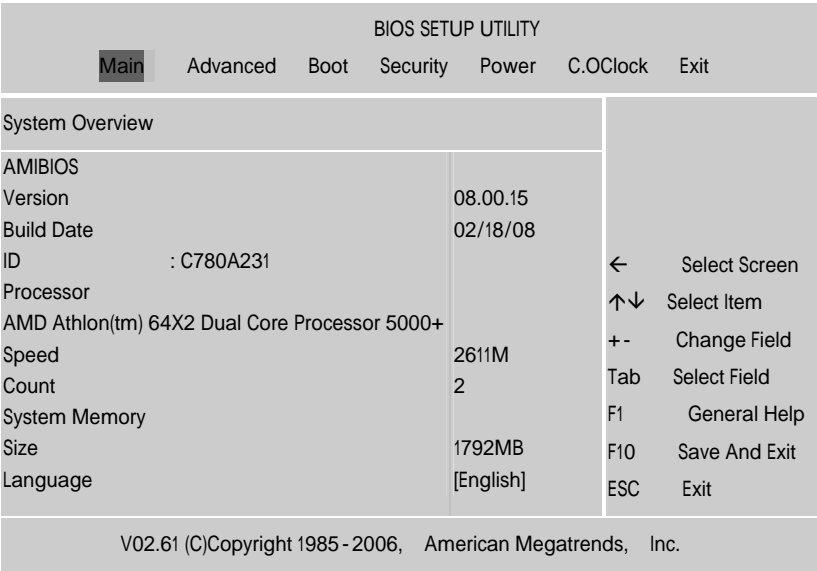 BIOS SETUP UTILITY
Main Advanced Boot Security Power C.OClock Exit
System Overview
AMIBIOS
Version 08.00.15
Build Date 02/18/08
ID : C780A231
Processor
AMD Athlon(tm) 64X2 Dual Core Processor 5000+
Speed 2611M
Count 2
System Memory
Size 1792MB
Language [English]
← Select Screen
↑↓ Select Item
+- Change Field
Tab Select Field
F1 General Help
F10 Save And Exit
ESC Exit
V02.61 (C)Copyright 1985-2006, American Megatrends, Inc.